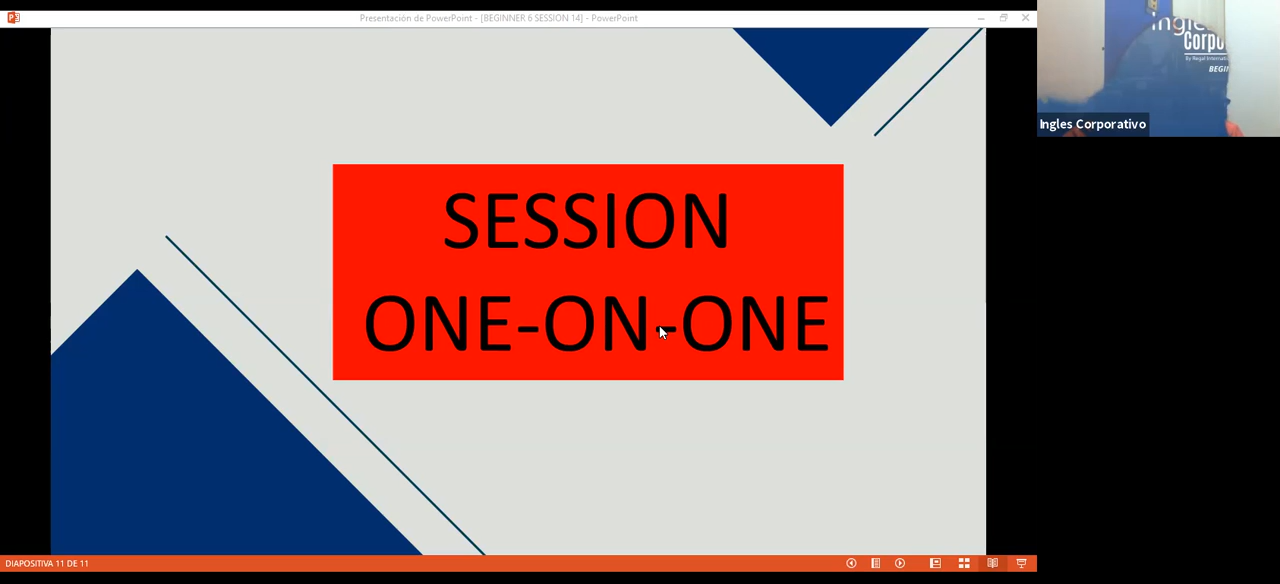 Presentación de PowerPoint - [BEGINNER 6 SESSION 14] - PowerPoint
SESSION
ONE-ON-ONE
Ingles Corporativo
DIAPOSITIVA 11 DE 11